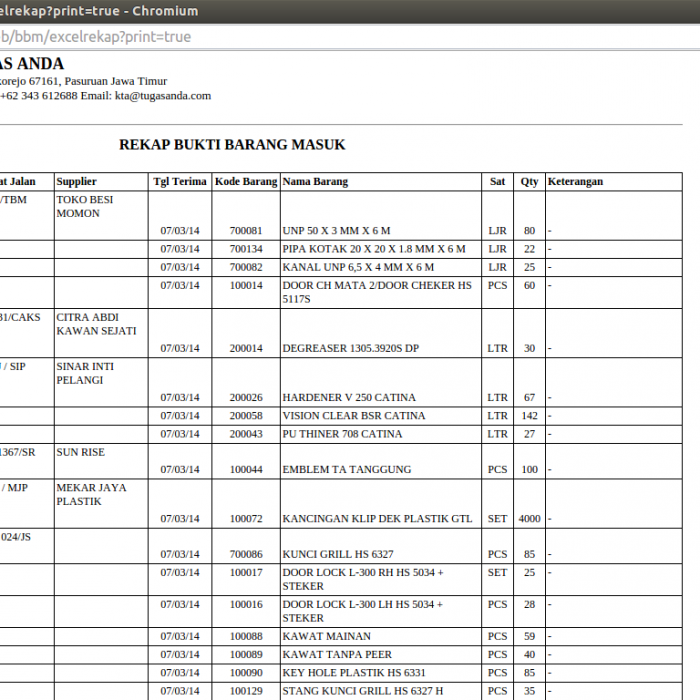 elrekap?print=true - Chromium
b/bbm/excelrekap?print=true
AS ANDA
korejo 67161, Pasuruan Jawa Timur
+62 343 612688 Email: kta@tugasanda.com
REKAP BUKTI BARANG MASUK
at Jalan Supplier Tgl Terima Kode Barang Nama Barang Sat Qty Keterangan
/TBM TOKO BESI
MOMON
07/03/14 700081 UNP 50 X 3 MM X 6 M LJR 80 -
07/03/14 700134 PIPA KOTAK 20 X 20 X 1.8 MM X 6 M LJR 22 -
07/03/14 700082 KANAL UNP 6,5 X 4 MM X 6 M LJR 25 -
07/03/14 100014 DOOR CH MATA 2/DOOR CHEKER HS PCS 60 -
5117S
31/CAKS CITRA ABDI
KAWAN SEJATI
07/03/14 200014 DEGREASER 1305.3920S DP LTR 30 -
/ SIP SINAR INTI
PELANGI
07/03/14 200026 HARDENER V 250 CATINA LTR 67 -
07/03/14 200058 VISION CLEAR BSR CATINA LTR 142 -
07/03/14 200043 PU THINER 708 CATINA LTR 27 -
1367/SR SUN RISE
07/03/14 100044 EMBLEM TA TANGGUNG PCS 100 -
/ MJP MEKAR JAYA
PLASTIK
07/03/14 100072 KANCINGAN KLIP DEK PLASTIK GTL SET 4000 -
024/JS
07/03/14 700086 KUNCI GRILL HS 6327 PCS 85 -
07/03/14 100017 DOOR LOCK L-300 RH HS 5034 + SET 25 -
STEKER
07/03/14 100016 DOOR LOCK L-300 LH HS 5034 + PCS 28 -
STEKER
07/03/14 100088 KAWAT MAINAN PCS 59 -
07/03/14 100089 KAWAT TANPA PEER PCS 40 -
07/03/14 100090 KEY HOLE PLASTIK HS 6331 PCS 85 -
07/03/14 100129 STANG KUNCI GRILL HS 6327 H PCS 35 -